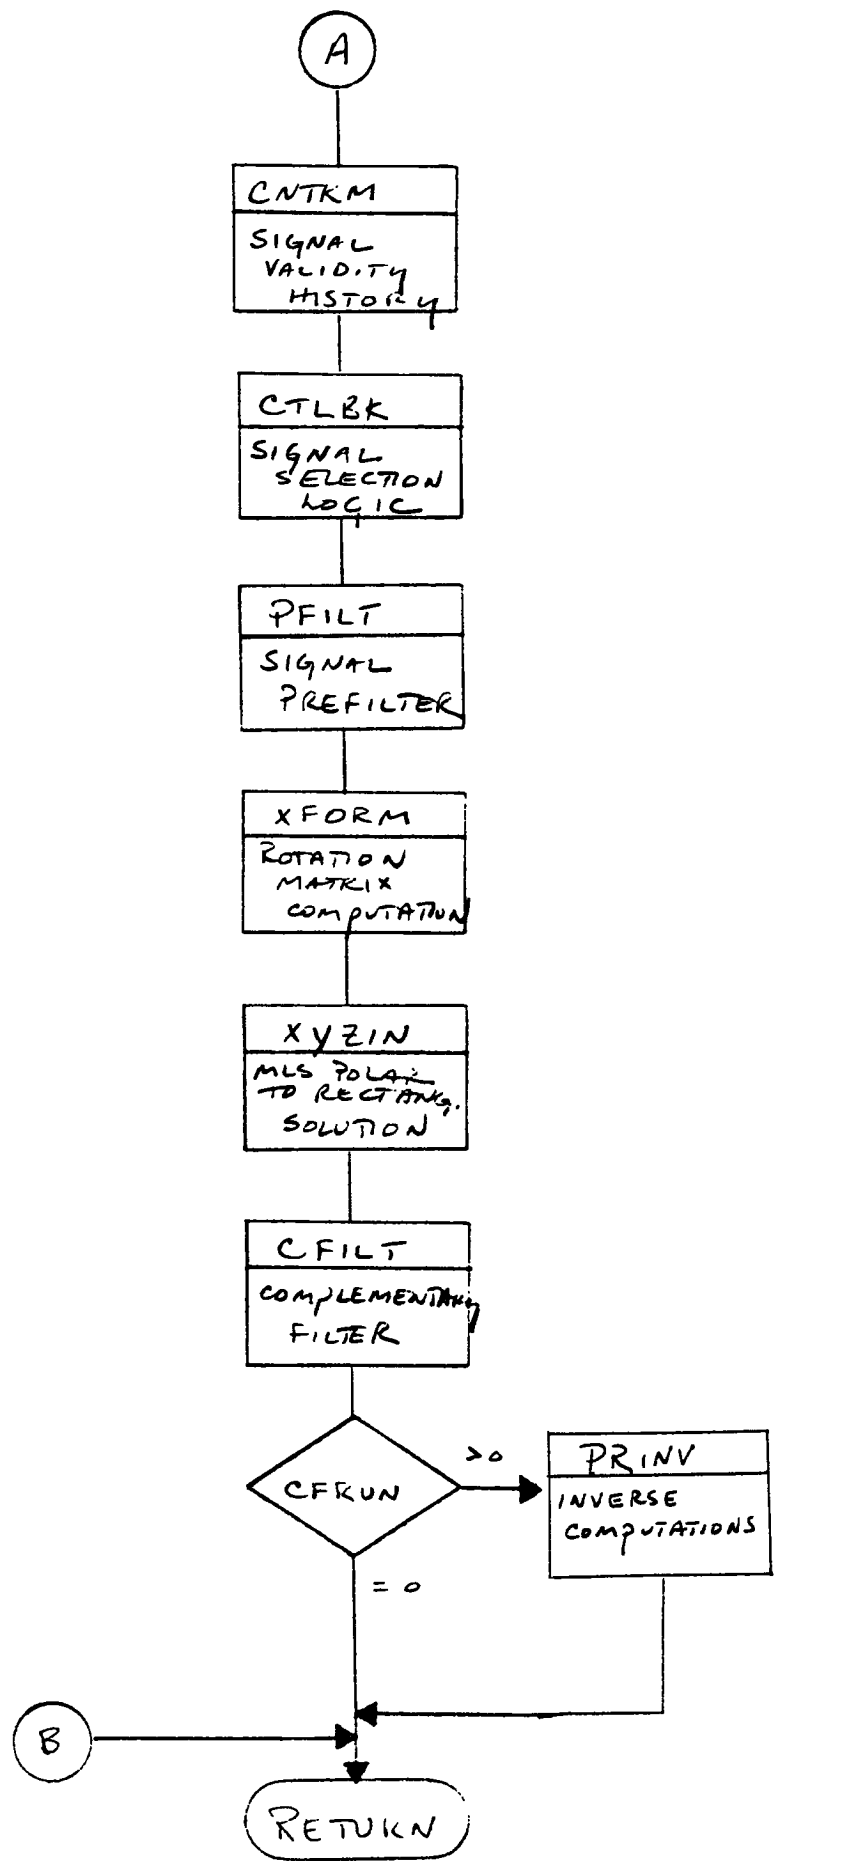 A
CNTKM
SIGNAL
VALIDITY
HISTORY
CTLBK
SIGNAL
SELECTION
LOGIC
PFILT
SIGNAL
PREFILTER
XFORM
ROTATION
MATRIX
COMPUTATION
XYZIN
MLS POLAR
TO RECTANG.
SOLUTION
CFILT
COMPLEMENTARY
FILTER
>0
PRINV
CFRUN
INVERSE
COMPUTATIONS
= 0
B
RETURN